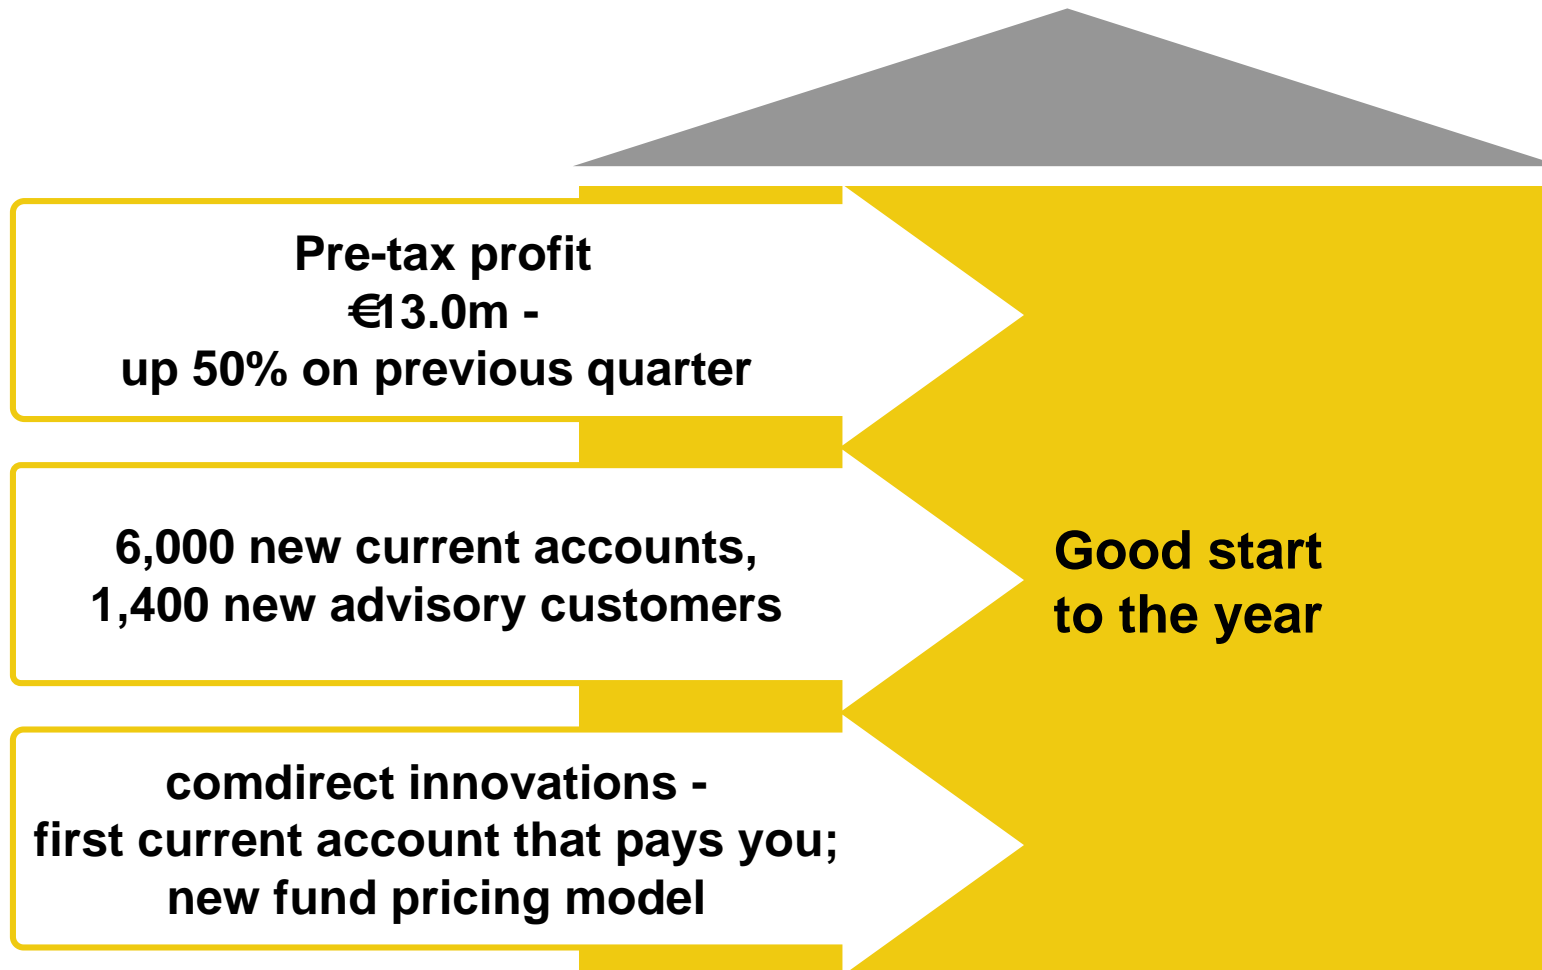 Pre-tax profit
€13.0m -
up 50% on previous quarter
6,000 new current accounts,
1,400 new advisory customers
Good start
to the year
comdirect innovations -
first current account that pays you;
new fund pricing model